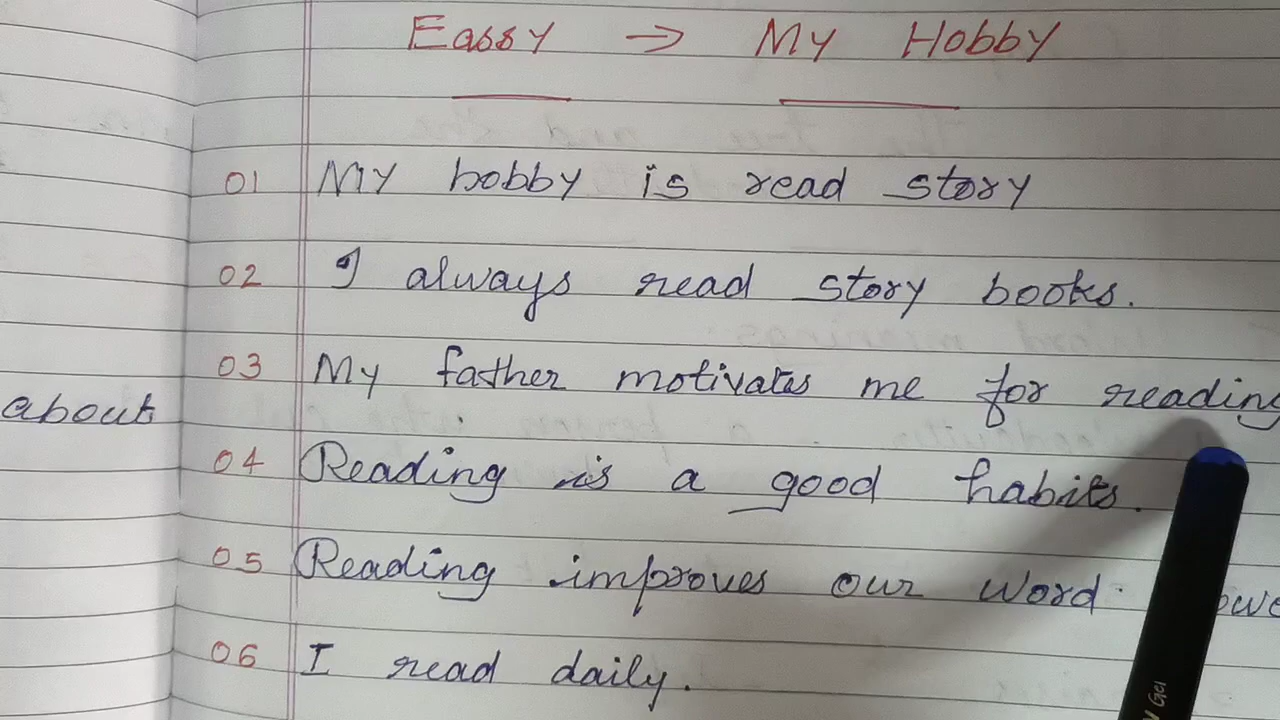 Eassy → My Hobby
01 My hobby is read story
02 I always read story books.
03 My father motivates me for reading
about
04 Reading is a good habits.
05 Reading improves our word
06 I read daily.